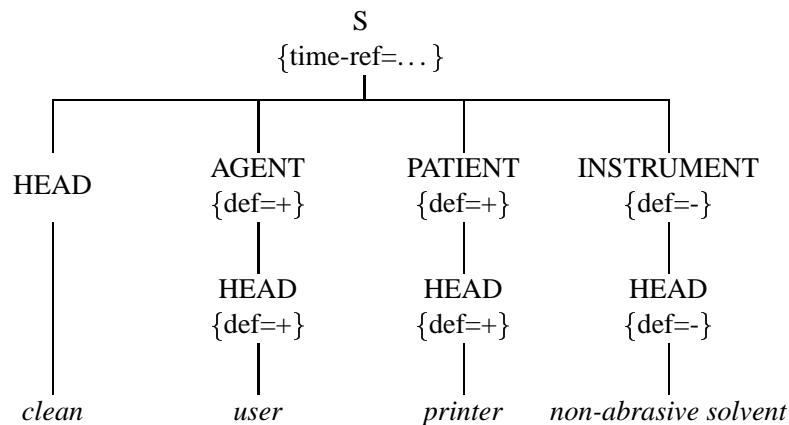 S
{time-ref=...}
HEAD AGENT PATIENT INSTRUMENT
{def=+} {def=+} {def=-}
HEAD HEAD HEAD
{def=+} {def=+} {def=-}
clean user printer non-abrasive solvent